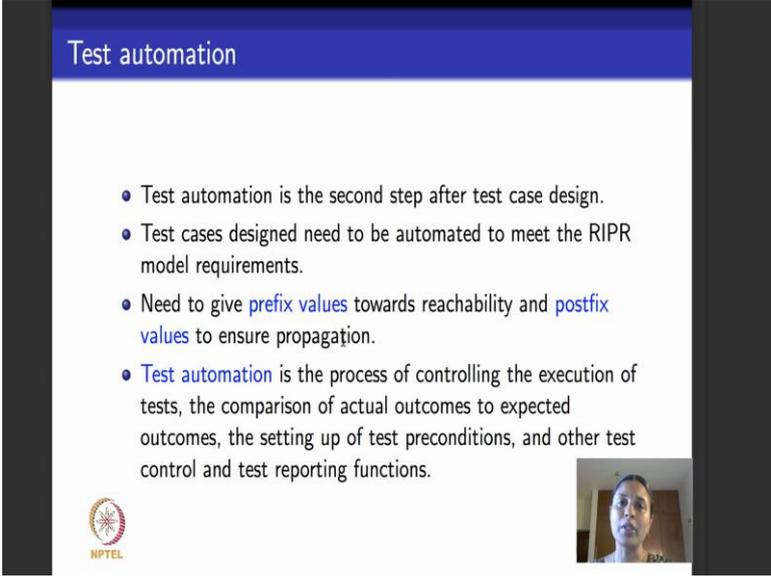 Test automation
Test automation is the second step after test case design.
Test cases designed need to be automated to meet the RIPR
model requirements.
Need to give prefix values towards reachability and postfix
values to ensure propagation.
Test automation is the process of controlling the execution of
tests, the comparison of actual outcomes to expected
outcomes, the setting up of test preconditions, and other test
control and test reporting functions.
NPTEL